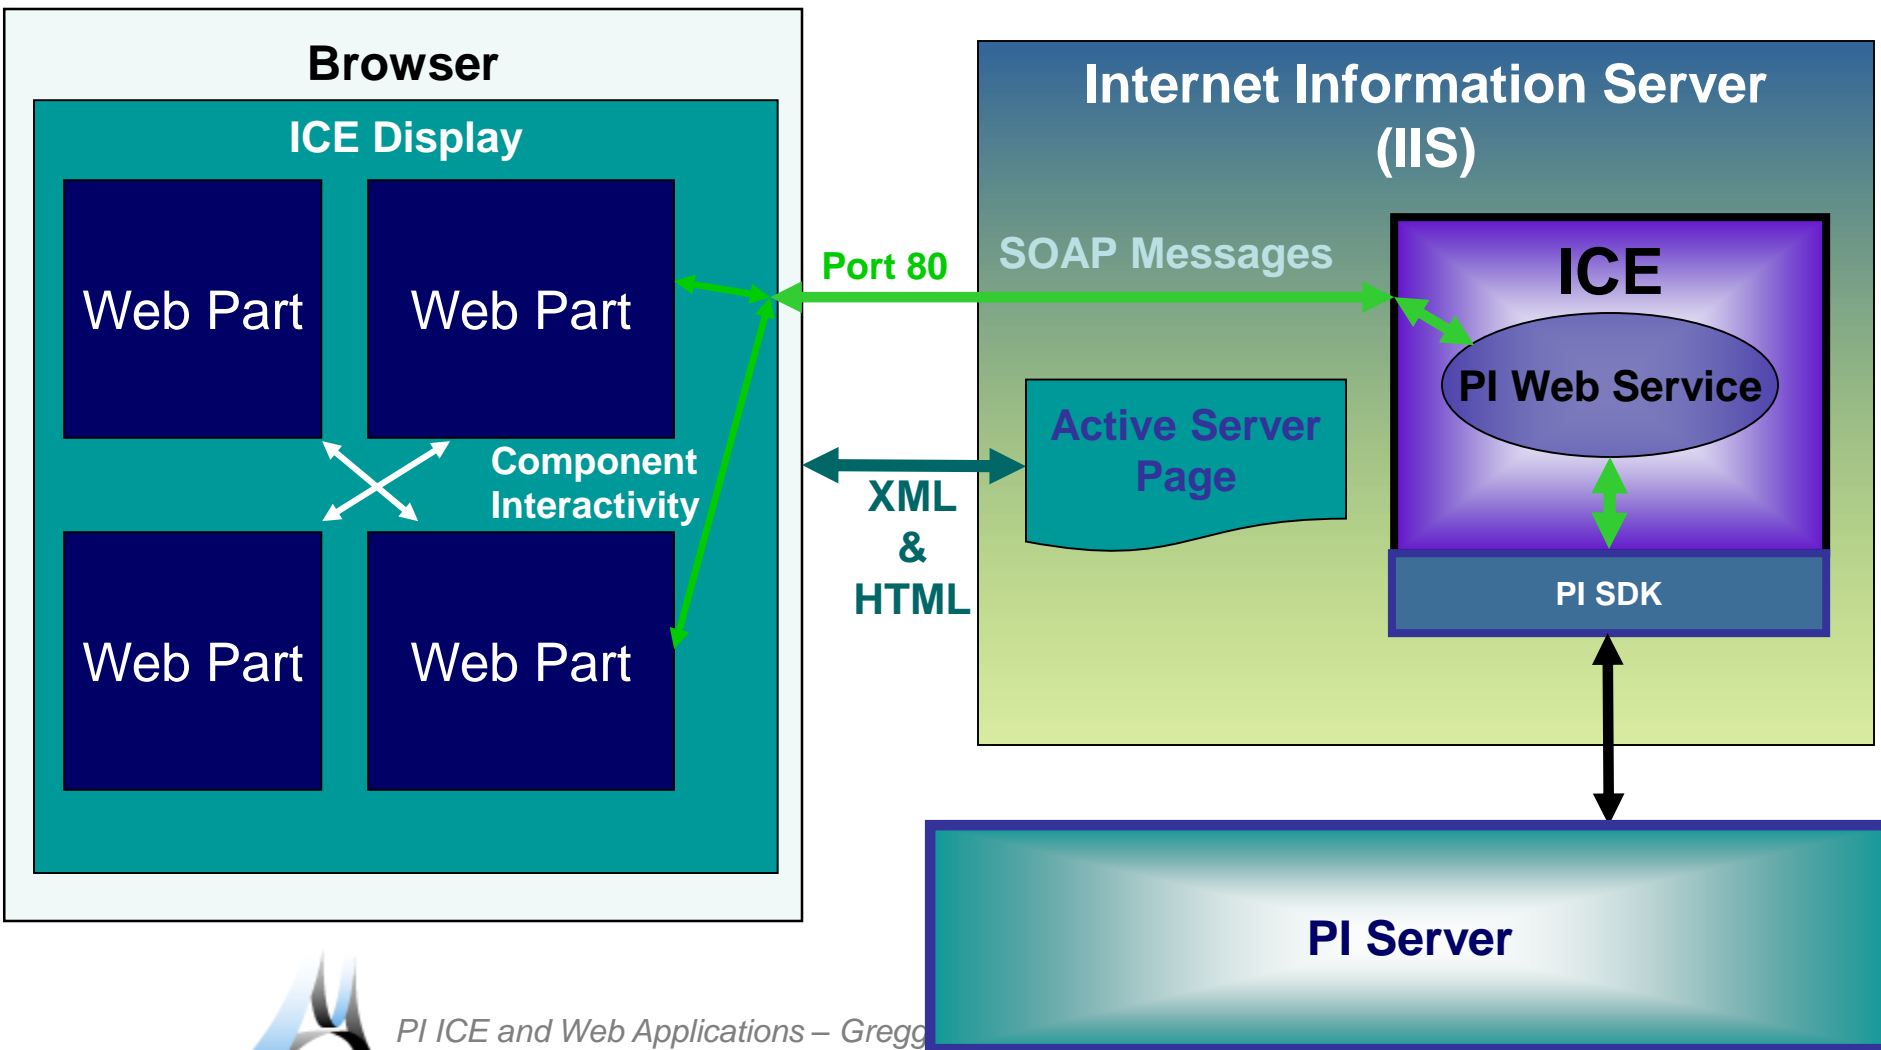 Browser
ICE Display
Web Part
Web Part
Component
Interactivity
Web Part
Web Part
Port 80
XML
&
HTML
Internet Information Server
(IIS)
SOAP Messages
Active Server
Page
ICE
PI Web Service
PI SDK
PI Server
PI ICE and Web Applications – Gregg